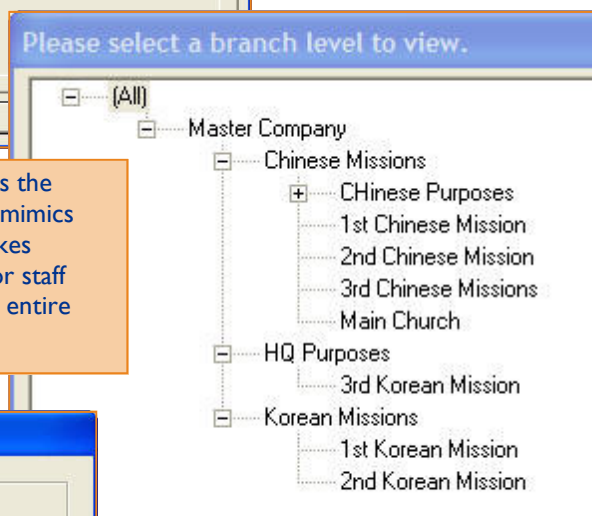 Please select a branch level to view.
(All)
Master Company
Chinese Missions
CHinese Purposes
1st Chinese Mission
2nd Chinese Mission
3rd Chinese Missions
Main Church
HQ Purposes
3rd Korean Mission
Korean Missions
1st Korean Mission
2nd Korean Mission
s the
mimics
kes
or staff
entire